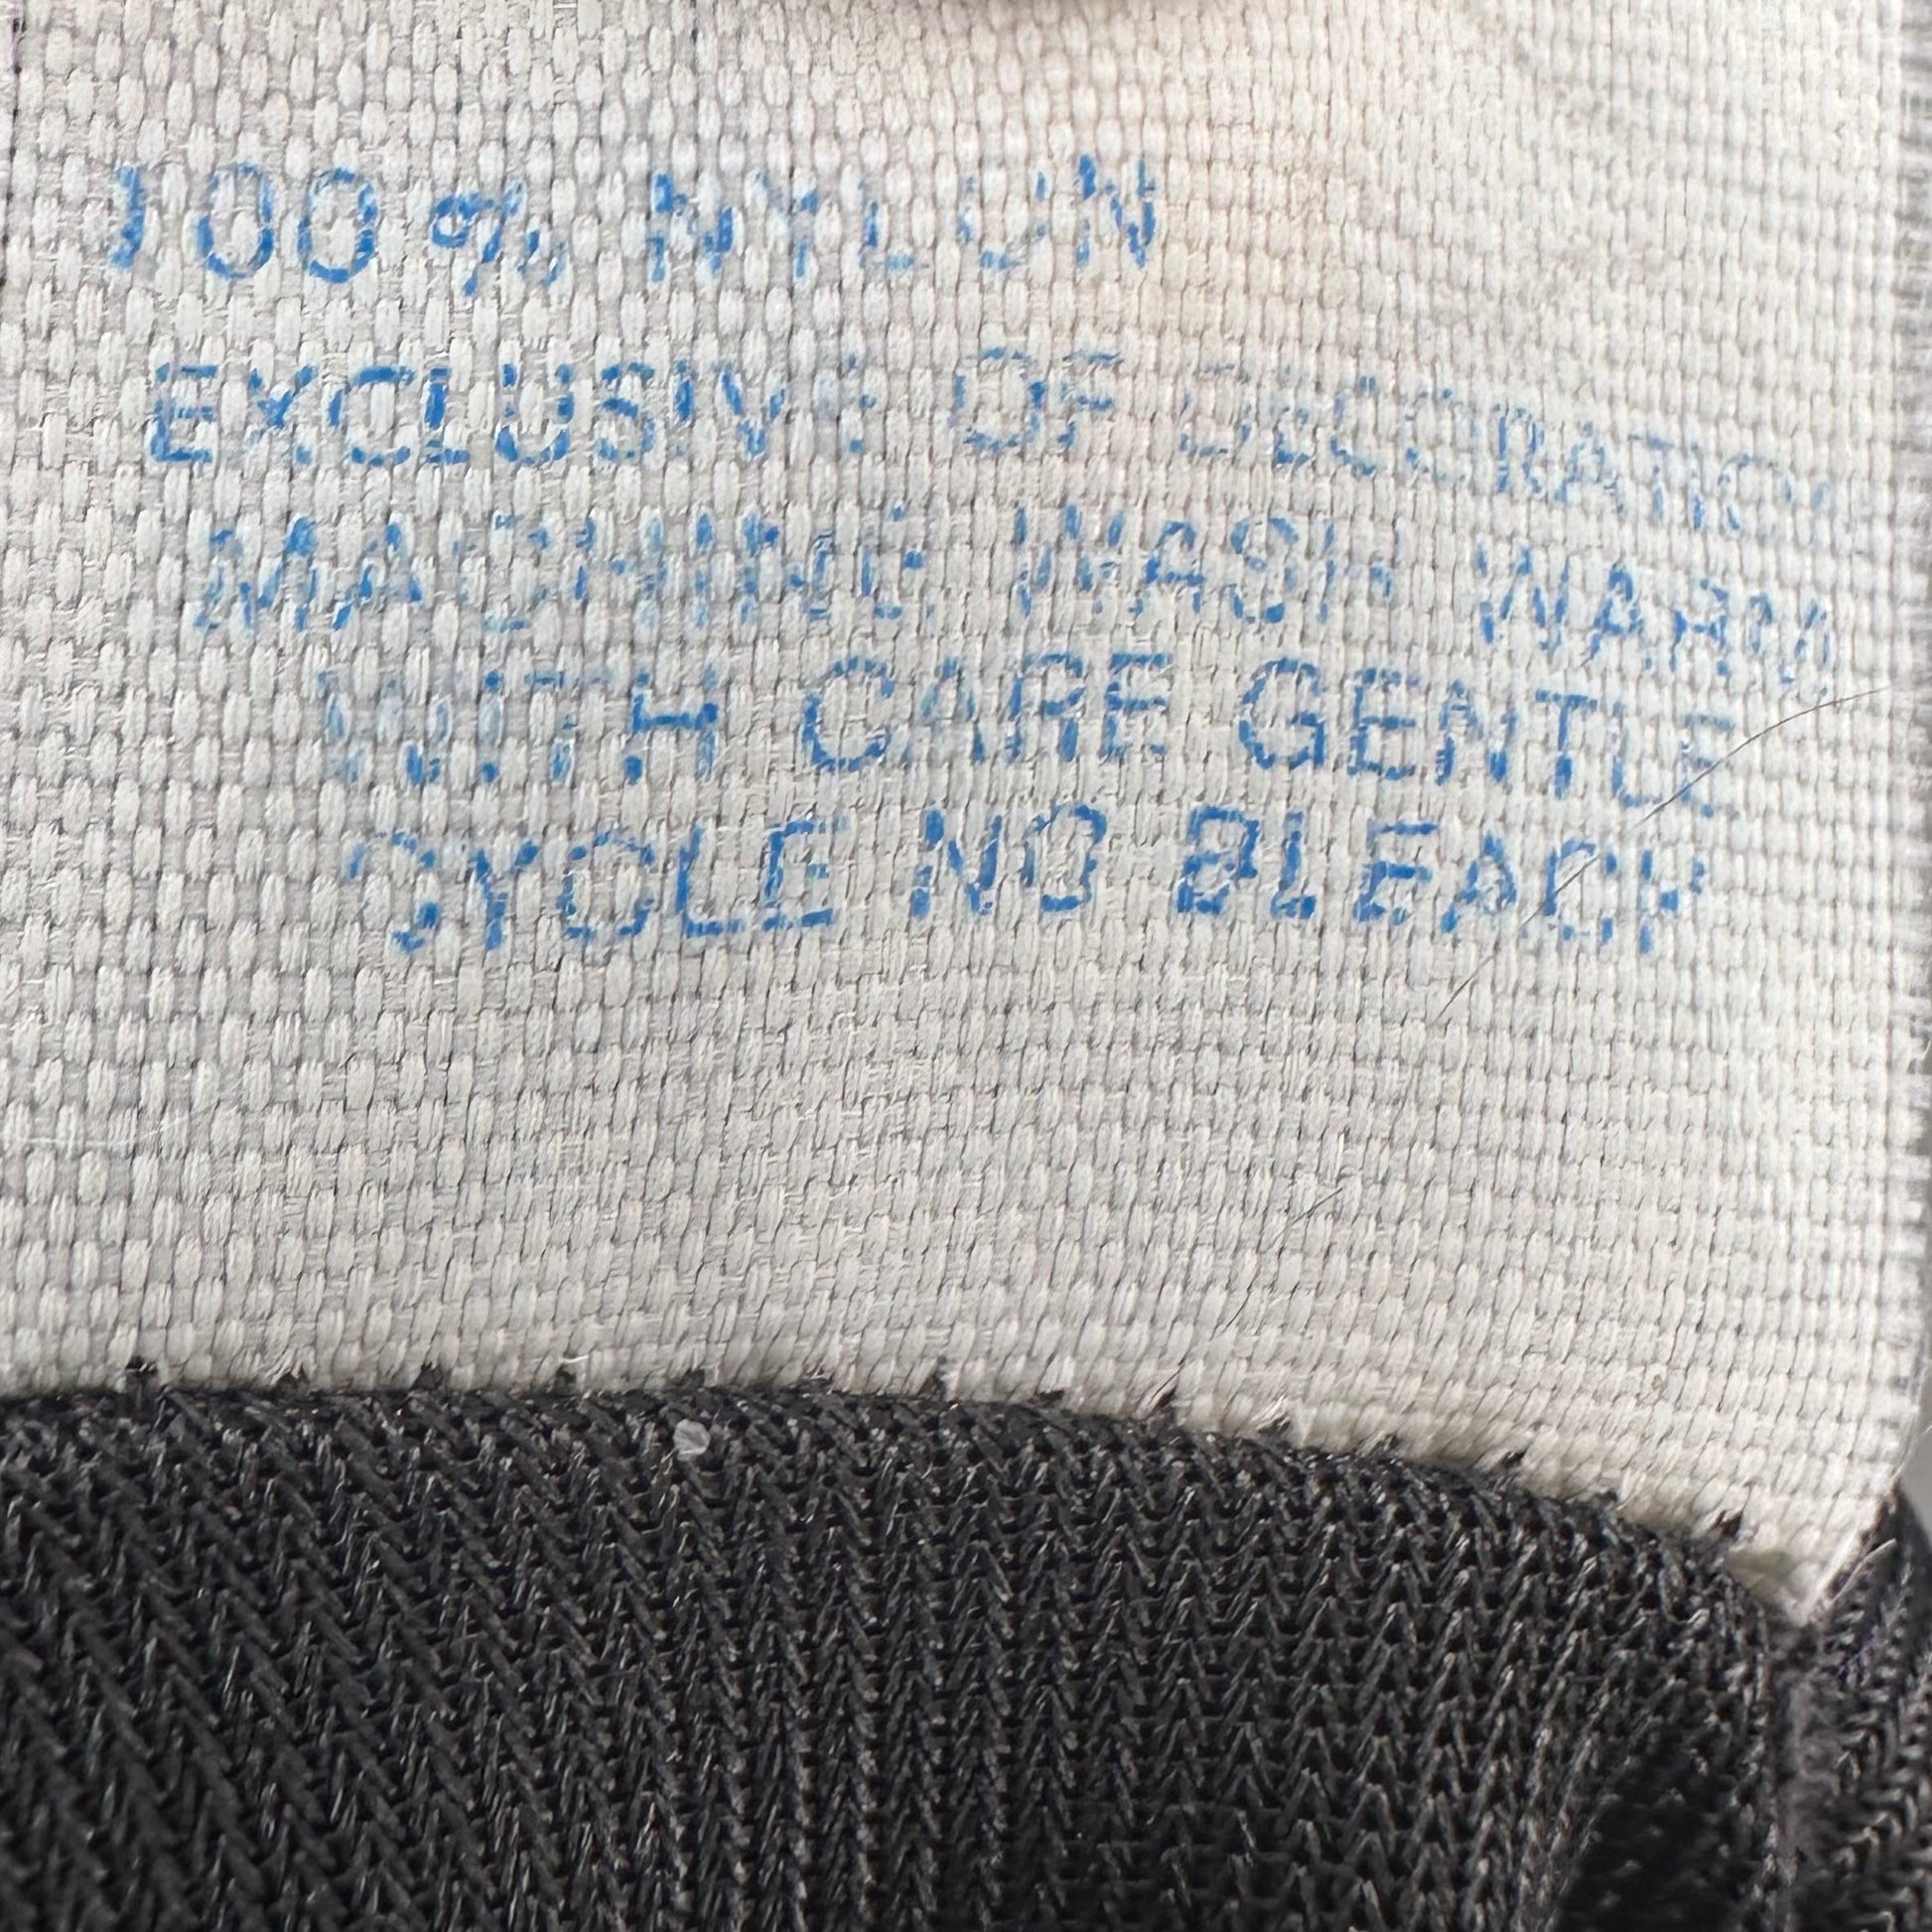 100% NYLON
EXCLUSIVE OF DECORATION
MACHINE WASH WARM
WITH CARE GENTLE
CYCLE NO BLEACH